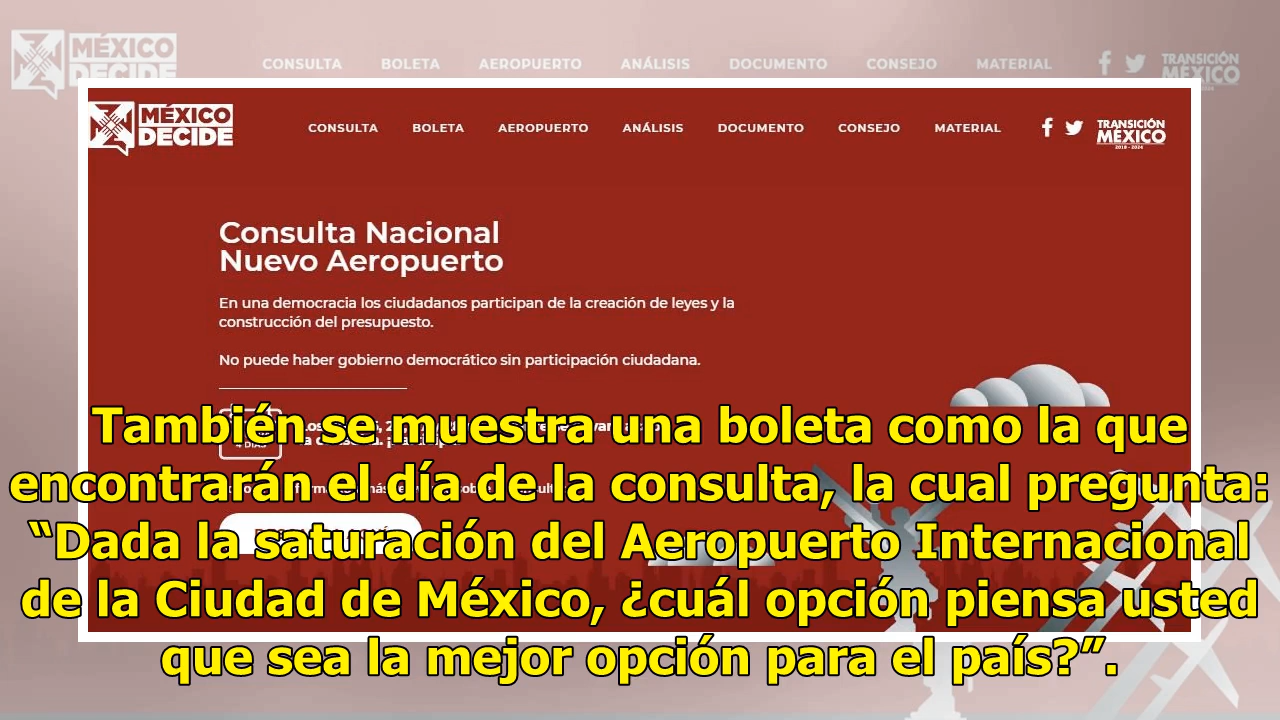 MÉXICO
DECIDE
CONSULTA BOLETA AEROPUERTO ANÁLISIS DOCUMENTO CONSEJO MATERIAL
TRANSICIÓN
MÉXICO
MÉXICO
DECIDE
CONSULTA BOLETA AEROPUERTO ANÁLISIS DOCUMENTO CONSEJO MATERIAL
TRANSICIÓN
MÉXICO
2018 - 2024
Consulta Nacional
Nuevo Aeropuerto
En una democracia los ciudadanos participan de la creación de leyes y la
construcción del presupuesto.
No puede haber gobierno democrático sin participación ciudadana.
También se muestra una boleta como la que
encontrarán el día de la consulta, la cual pregunta:
“Dada la saturación del Aeropuerto Internacional
de la Ciudad de México, ¿cuál opción piensa usted
que sea la mejor opción para el país?”.